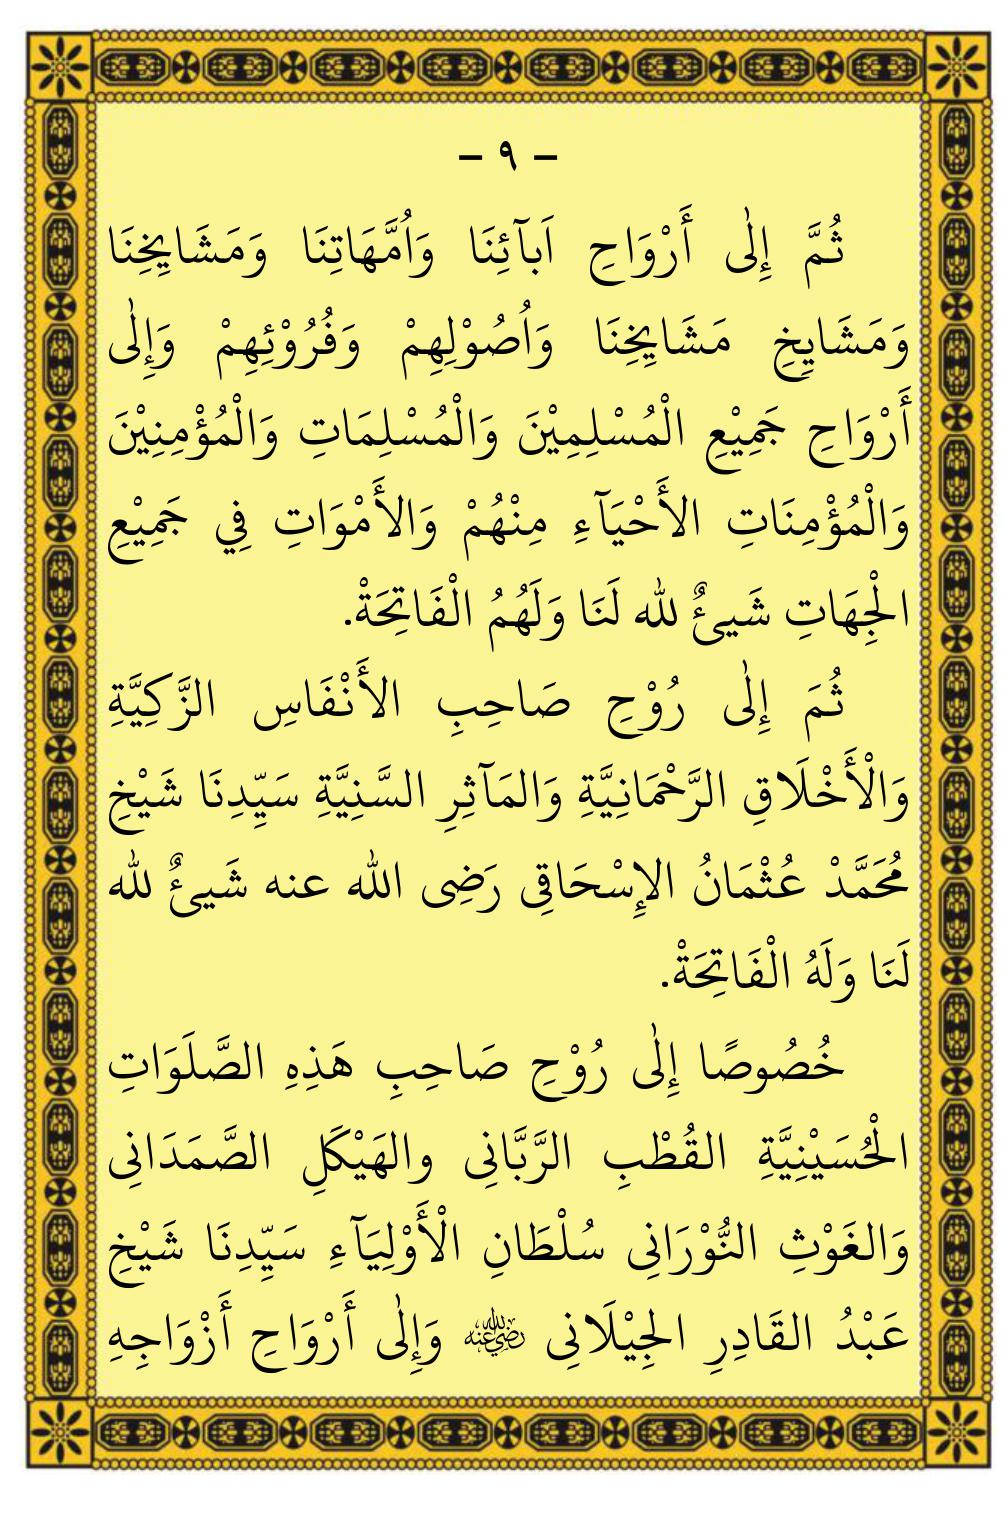 – ٩ –
ثُمَّ إِلٰى أَرْوَاحِ اَبآئِنَا وَاُمَّهَاتِنَا وَمَشَايِخِنَا
وَمَشَايِخِ مَشَايِخِنَا وَاُصُوْلِهِمْ وَفُرُوْئِهِمْ وَإِلٰى
أَرْوَاحِ جَمِيْعِ الْمُسْلِمِيْنَ وَالْمُسْلِمَاتِ وَالْمُؤْمِنِيْنَ
وَالْمُؤْمِنَاتِ الأَحْيَآءِ مِنْهُمْ وَالأَمْوَاتِ فِي جَمِيْعِ
الْجِهَاتِ شَيئٌ لله لَنَا وَلَهُمُ الْفَاتِحَةْ.
ثُمَ إِلٰى رُوْحِ صَاحِبِ الأَنْفَاسِ الزَّكِيَّةِ
وَالْأَخْلَاقِ الرَّحْمَانِيَّةِ وَالمَآثِرِ السَّنِيَّةِ سَيِّدِنَا شَيْخِ
مُحَمَّدْ عُثْمَانُ الإِسْحَاقِى رَضِى الله عنه شَيئٌ لله
لَنَا وَلَهُ الْفَاتِحَةْ.
خُصُوصًا إِلٰى رُوْحِ صَاحِبِ هَذِهِ الصَّلَوَاتِ
الْحُسَيْنِيَّةِ القُطْبِ الرَّبَّانِى والهَيْكَلِ الصَّمَدَانِى
وَالغَوْثِ النُّوْرَانِى سُلْطَانِ الْأَوْلِيَآءِ سَيِّدِنَا شَيْخِ
عَبْدُ القَادِرِ الجِيْلَانِى رضي الله عنه وَإِلٰى أَرْوَاحِ أَزْوَاجِهِ